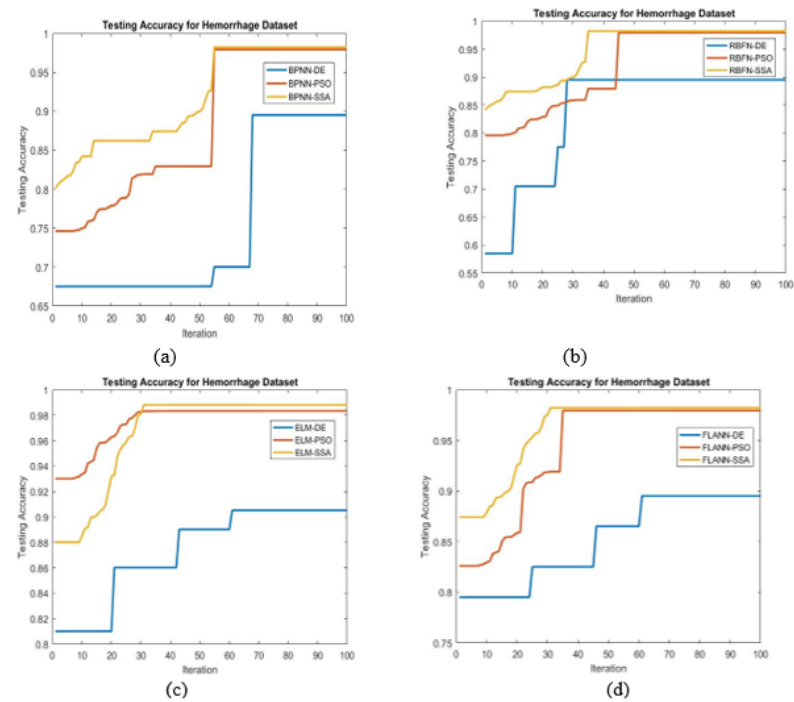 Testing Accuracy for Hemorrhage Dataset
1
0.95
0.9
0.85
0.8
0.75
0.7
0.65
Testing Accuracy
BPNN-DE
BPNN-PSO
BPNN-SSA
0 10 20 30 40 50 60 70 80 90 100
Iteration
(a)
Testing Accuracy for Hemorrhage Dataset
1
0.95
0.9
0.85
0.8
0.75
0.7
0.65
0.6
0.55
Testing Accuracy
RBFN-DE
RBFN-PSO
RBFN-SSA
0 10 20 30 40 50 60 70 80 90 100
Iteration
(b)
Testing Accuracy for Hemorrhage Dataset
1
0.98
0.96
0.94
0.92
0.9
0.88
0.86
0.84
0.82
0.8
Testing Accuracy
ELM-DE
ELM-PSO
ELM-SSA
0 10 20 30 40 50 60 70 80 90 100
Iteration
(c)
Testing Accuracy for Hemorrhage Dataset
1
0.95
0.9
0.85
0.8
0.75
Testing Accuracy
FLANN-DE
FLANN-PSO
FLANN-SSA
0 10 20 30 40 50 60 70 80 90 100
Iteration
(d)